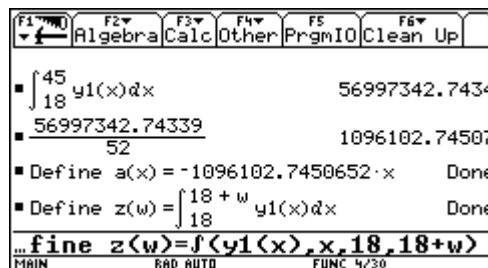 F1 F2 F3 F4 F5 F6
Algebra Calc Other PrgmIO Clean Up
∫ 45 18 y1(x)dx 56997342.7434
56997342.74339
52 1096102.74507
Define a(x)=-1096102.7450652·x Done
Define z(w)=∫ 18+w 18 y1(x)dx Done
…fine z(w)=∫(y1(x),x,18,18+w)
MAIN RAD AUTO FUNC 4/30